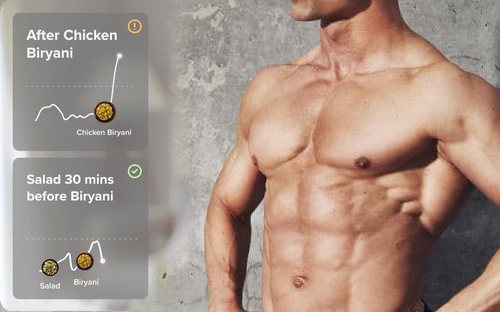 After Chicken
Biryani
Chicken Biryani
Salad 30 mins
before Biryani
Salad
Biryani